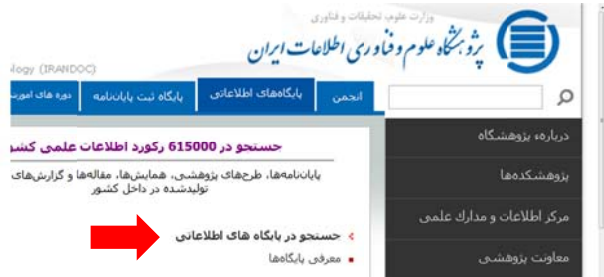 وزارت علوم، تحقیقات و فناوری
پژوهشگاه علوم و فناوری اطلاعات ایران
logy (IRANDOC)
انجمن
پایگاه‌های اطلاعاتی
پایگاه ثبت پایان‌نامه
دوره های آموزش
درباره‌ء پژوهشگاه
پژوهشکده‌ها
مرکز اطلاعات و مدارك علمی
معاونت پژوهشی
جستجو در 615000 رکورد اطلاعات علمی کشو
پایان‌نامه‌ها، طرح‌های پژوهشی، همایش‌ها، مقاله‌ها و گزارش‌های
تولیدشده در داخل کشور
جستجو در پایگاه های اطلاعاتی
معرفی پایگاه‌ها